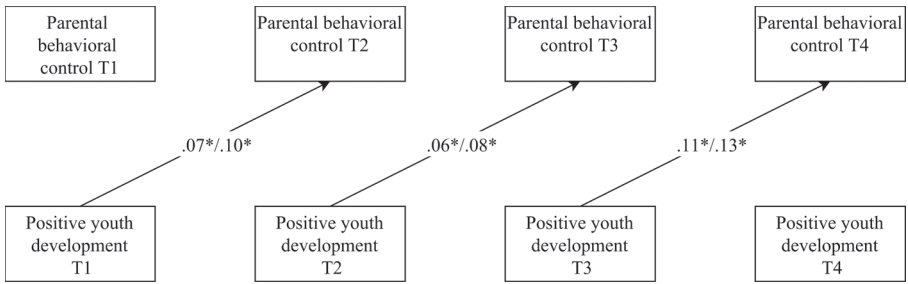 Parental
behavioral
control T1
Parental behavioral
control T2
Parental behavioral
control T3
Parental behavioral
control T4
.07*/.10*
.06*/.08*
.11*/.13*
Positive youth
development
T1
Positive youth
development
T2
Positive youth
development
T3
Positive youth
development
T4